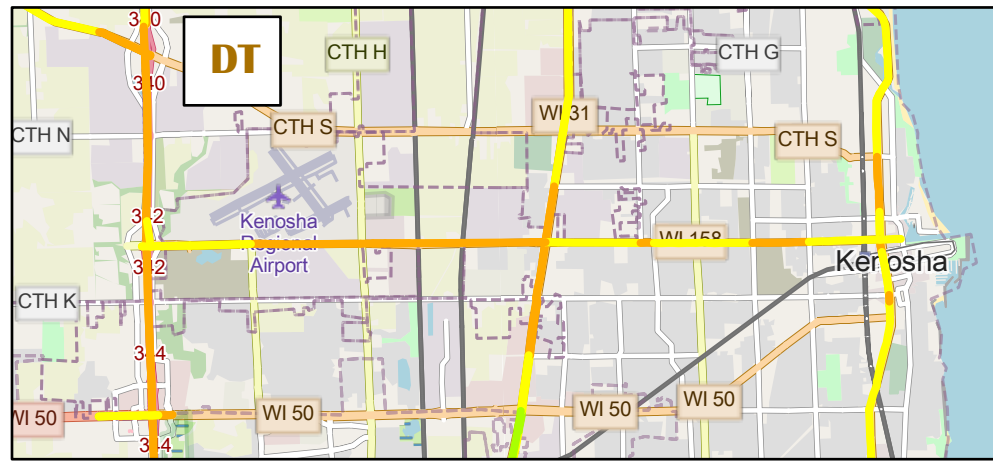 340
DT
CTH H
CTH G
340
WI 31
CTH S
CTH S
CTH N
342
Kenosha
Regional
Airport
WI 158
342
Kenosha
CTH K
344
WI 50
WI 50
WI 50
WI 50
344